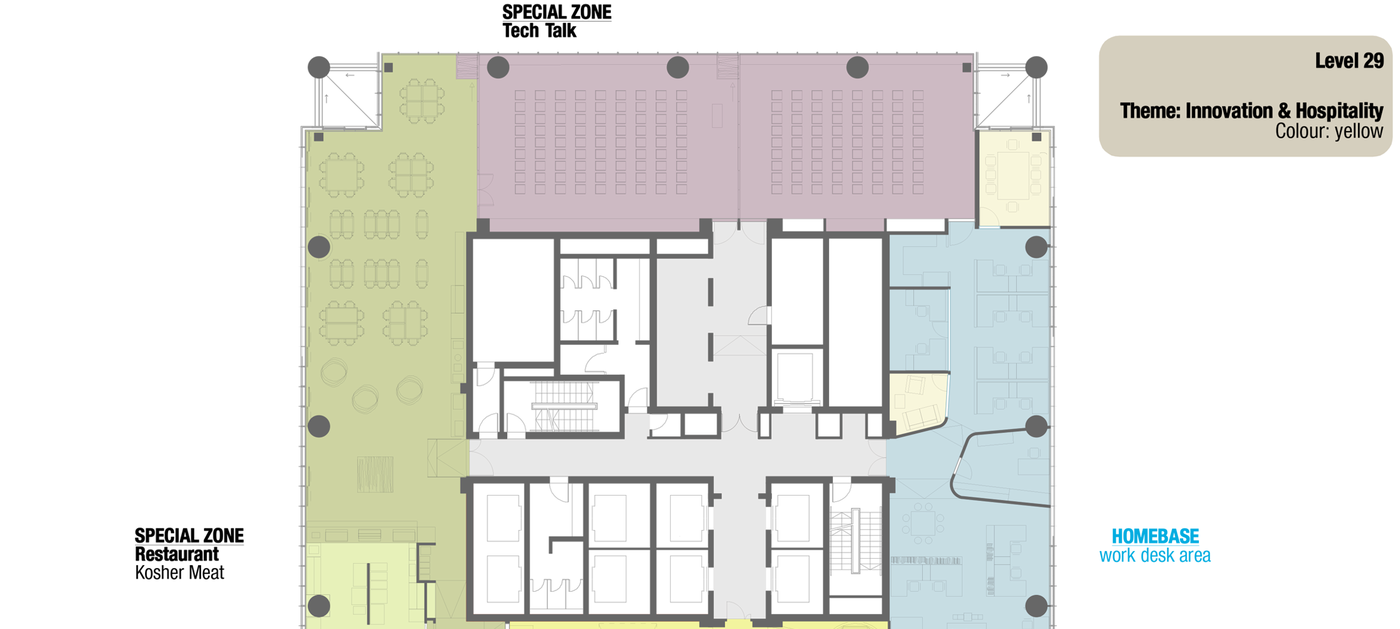 SPECIAL ZONE
Tech Talk
Level 29
Theme: Innovation & Hospitality
Colour: yellow
SPECIAL ZONE
Restaurant
Kosher Meat
HOMEBASE
work desk area